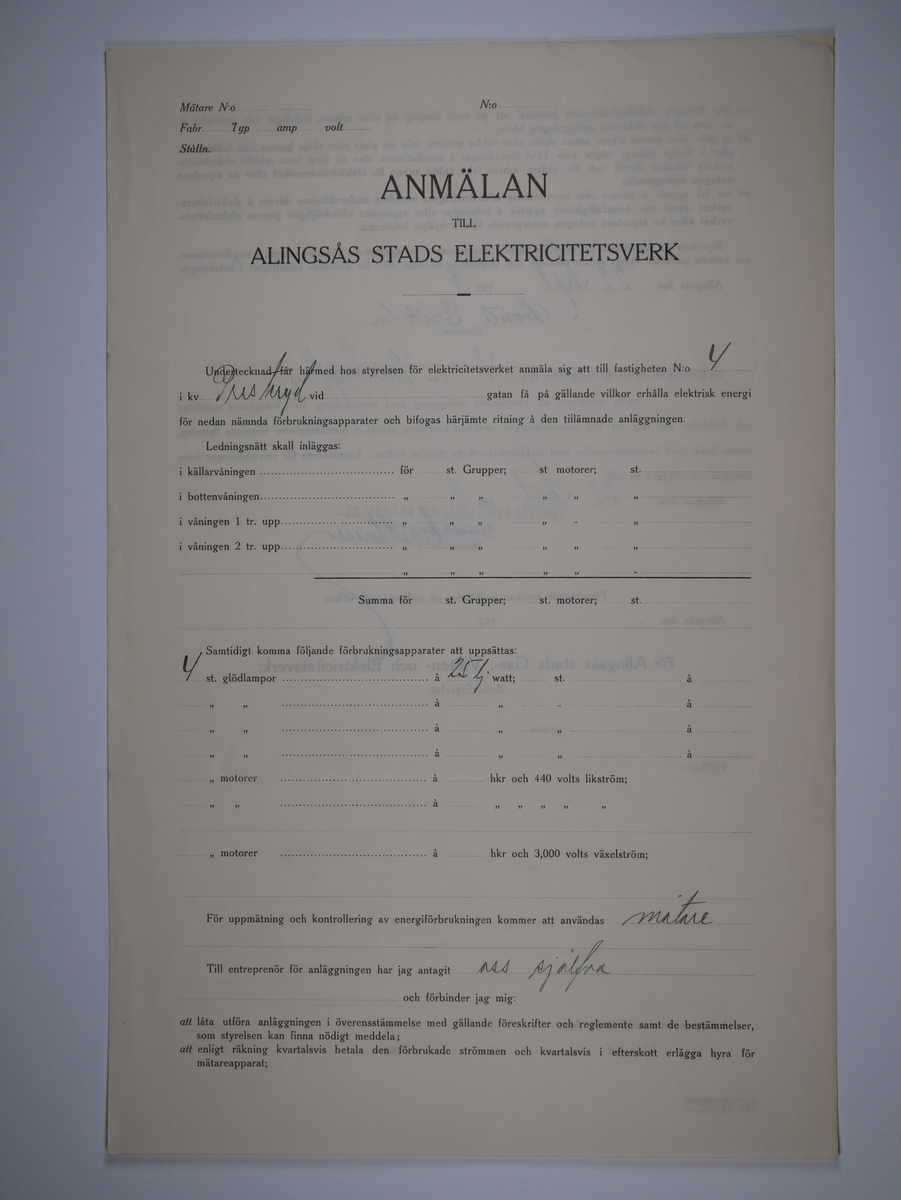 Mätare N:o N:o
Fabr. Typ amp volt
Ställn.
ANMÄLAN
TILL
ALINGSÅS STADS ELEKTRICITETSVERK
Undertecknad får härmed hos styrelsen för elektricitetsverket anmäla sig att till fastigheten N:o 4
i kv. Prästryd vid gatan få på gällande villkor erhålla elektrisk energi
för nedan nämnda förbrukningsapparater och bifogas härjämte ritning å den tillämnade anläggningen.
Ledningsnätt skall inläggas:
i källarvåningen för st. Grupper; st motorer; st.
i bottenvåningen „ „ „ „ „ „
i våningen 1 tr. upp „ „ „ „ „ „
i våningen 2 tr. upp „ „ „ „ „ „
„ „ „ „ „ „
Summa för st. Grupper; st. motorer; st.
Samtidigt komma följande förbrukningsapparater att uppsättas:
4 st. glödlampor å 25 watt; st. å
„ „ å „ „ å
„ „ å „ „ å
„ „ å „ „ å
„ motorer å hkr och 440 volts likström;
„ „ å „ „ „ „ „
„ motorer å hkr och 3,000 volts växelström;
För uppmätning och kontrollering av energiförbrukningen kommer att användas mätare
Till entreprenör för anläggningen har jag antagit oss själfva
och förbinder jag mig:
att låta utföra anläggningen i överensstämmelse med gällande föreskrifter och reglemente samt de bestämmelser,
som styrelsen kan finna nödigt meddela;
att enligt räkning kvartalsvis betala den förbrukade strömmen och kvartalsvis i efterskott erlägga hyra för
mätareapparat;